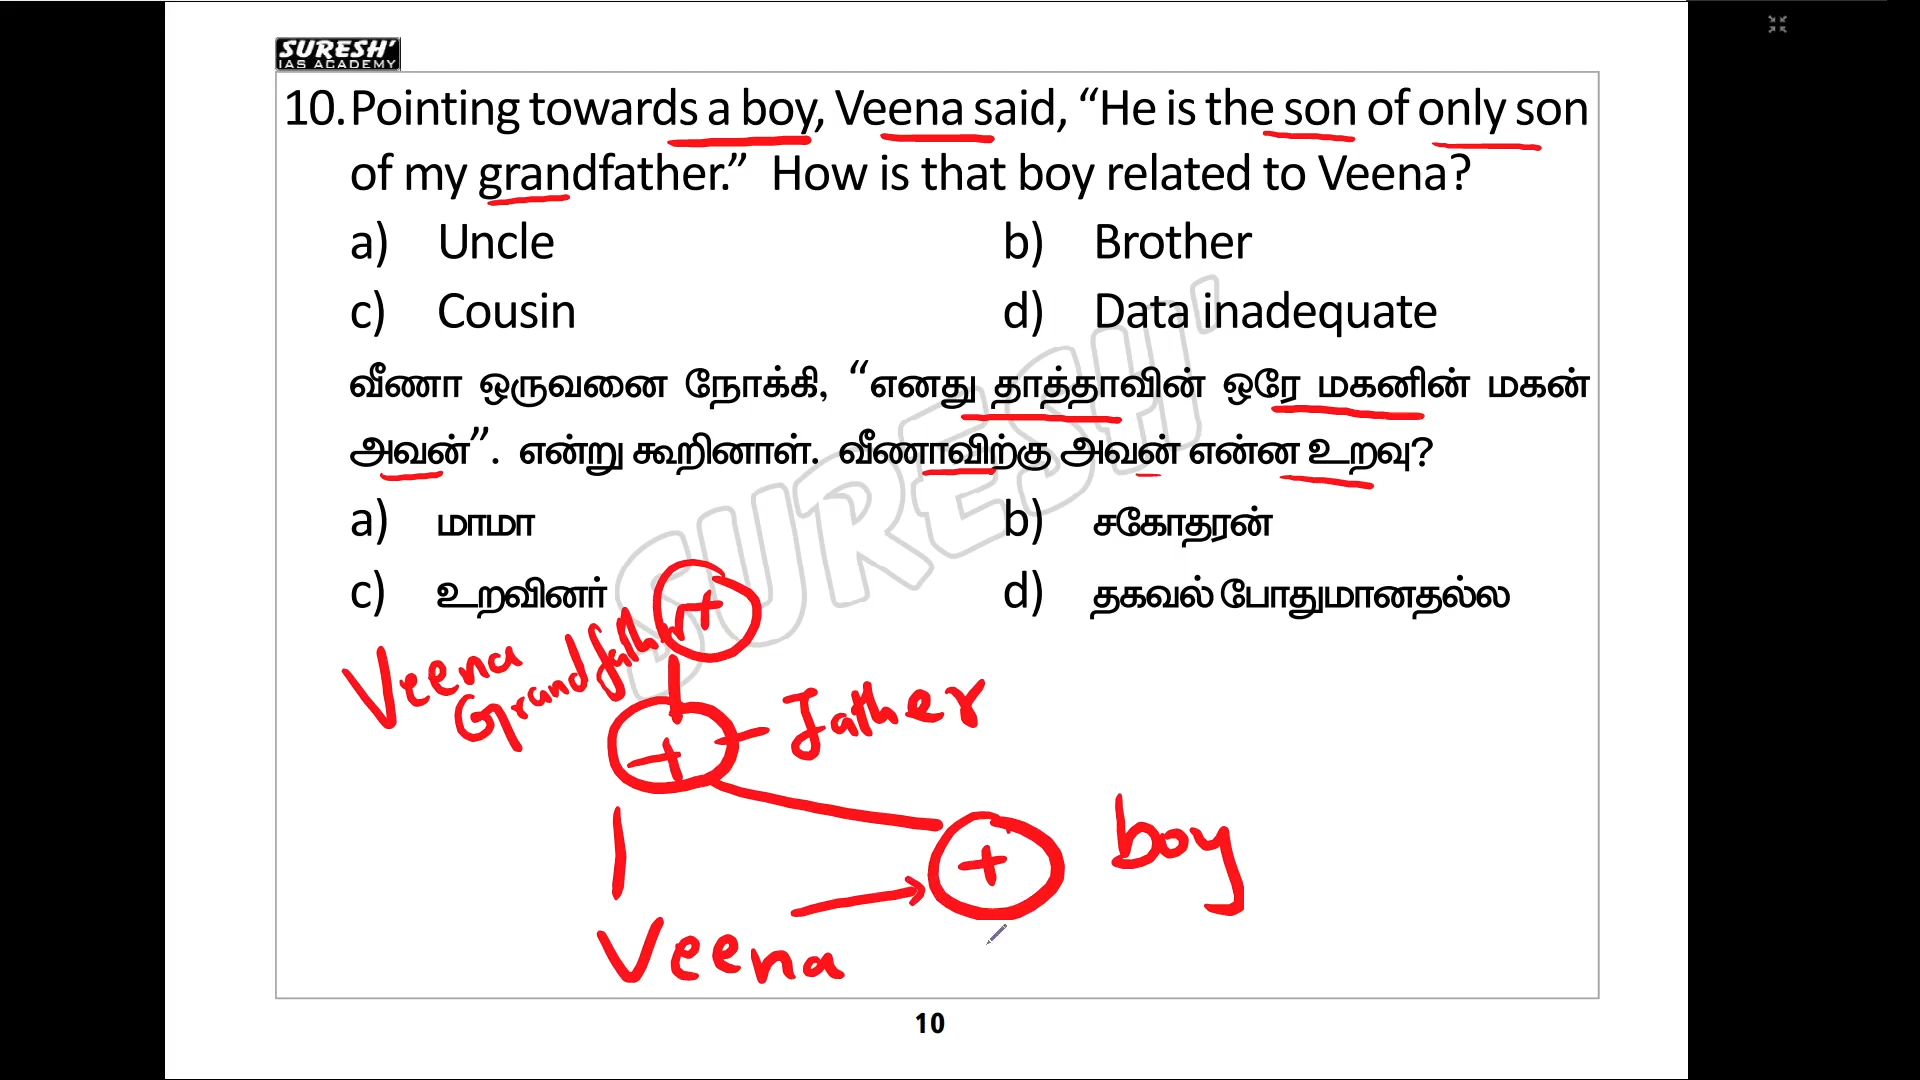 SURESH'
IAS ACADEMY
10. Pointing towards a boy, Veena said, “He is the son of only son
of my grandfather.” How is that boy related to Veena?
a) Uncle b) Brother
c) Cousin d) Data inadequate
வீணா ஒருவனை நோக்கி, “எனது தாத்தாவின் ஒரே மகனின் மகன்
அவன்”. என்று கூறினாள். வீணாவிற்கு அவன் என்ன உறவு?
a) மாமா b) சகோதரன்
c) உறவினர் d) தகவல் போதுமானதல்ல
SURESH'
Veena
Grandfather +
+ - Father
+ boy
Veena
10